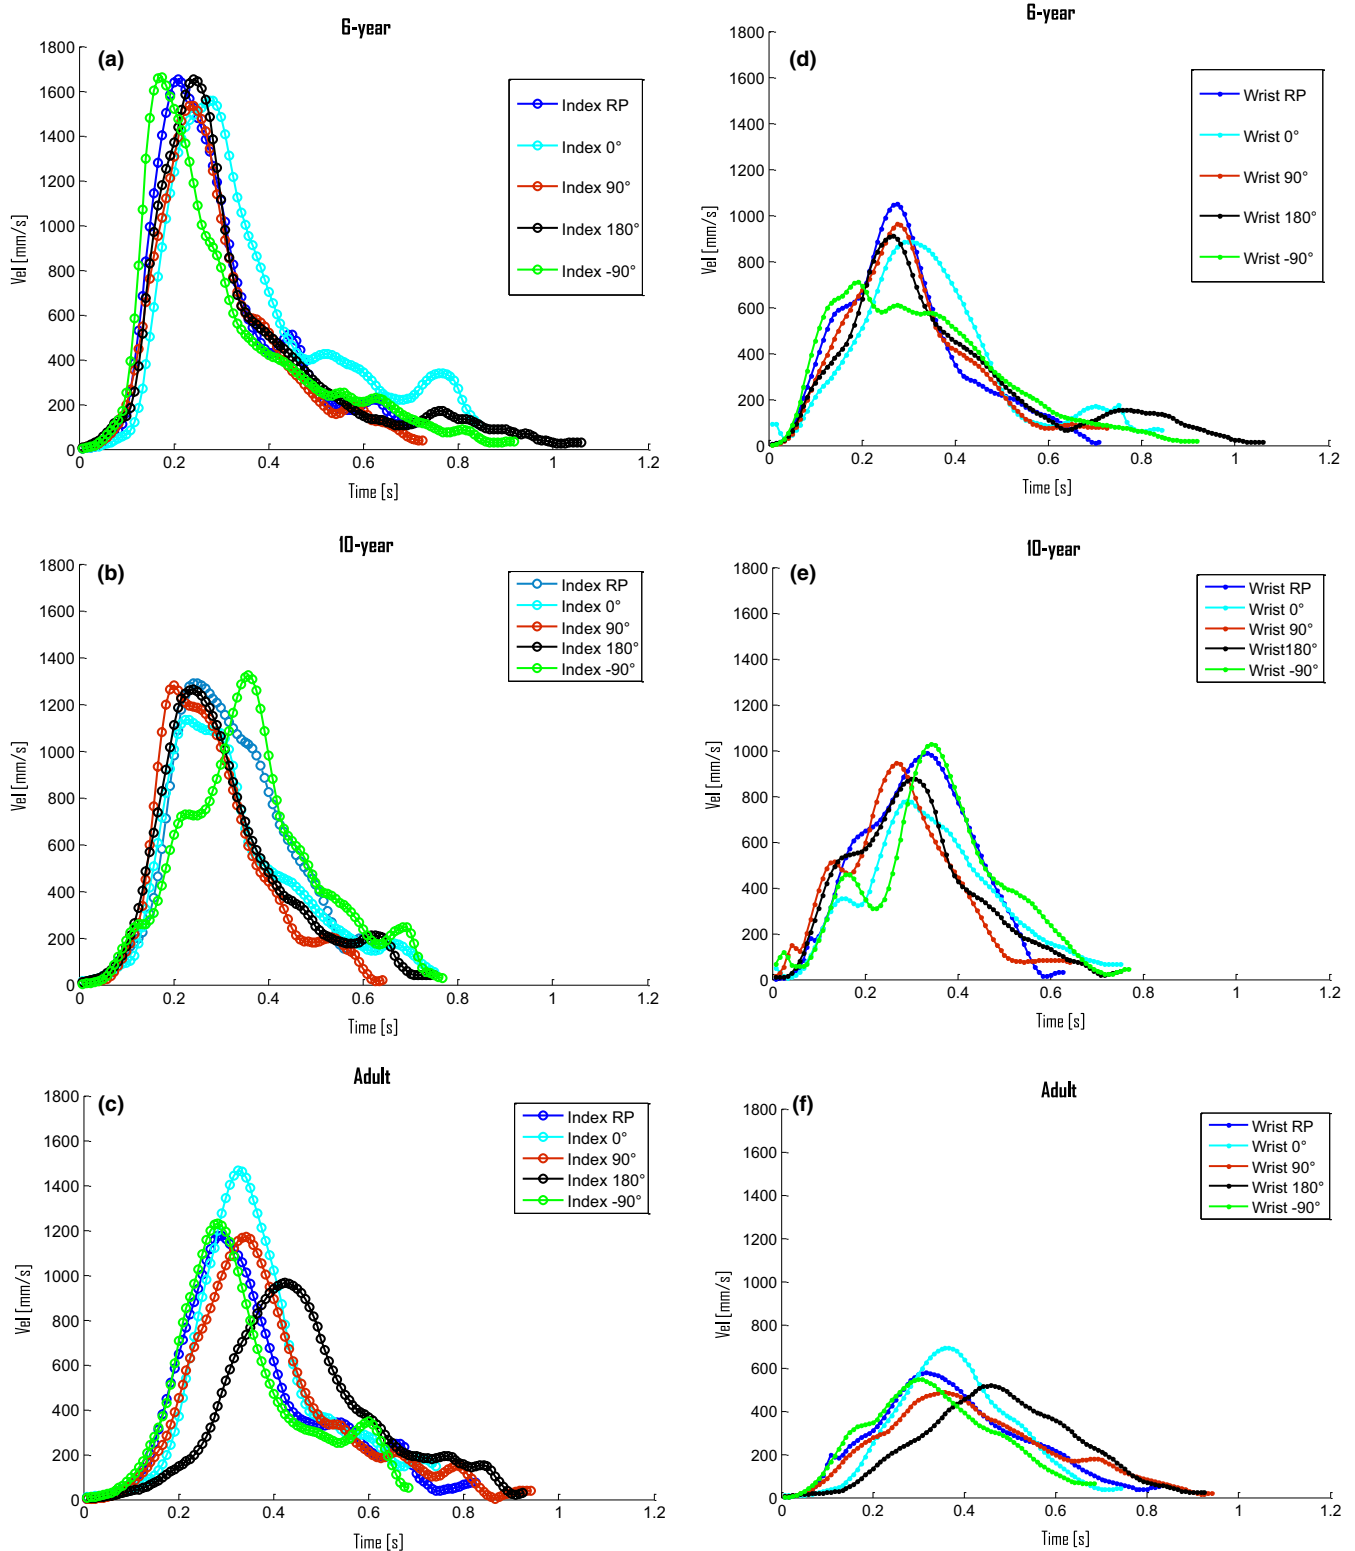 6-year
(a)
Index RP
Index 0°
Index 90°
Index 180°
Index -90°
1800
1600
1400
1200
1000
800
600
400
200
0
Vel [mm/s]
0 0.2 0.4 0.6 0.8 1 1.2
Time [s]
6-year
(d)
Wrist RP
Wrist 0°
Wrist 90°
Wrist 180°
Wrist -90°
1800
1600
1400
1200
1000
800
600
400
200
0
Vel [mm/s]
0 0.2 0.4 0.6 0.8 1 1.2
Time [s]
10-year
(b)
Index RP
Index 0°
Index 90°
Index 180°
Index -90°
1800
1600
1400
1200
1000
800
600
400
200
0
Vel [mm/s]
0 0.2 0.4 0.6 0.8 1 1.2
Time [s]
10-year
(e)
Wrist RP
Wrist 0°
Wrist 90°
Wrist180°
Wrist -90°
1800
1600
1400
1200
1000
800
600
400
200
0
Vel [mm/s]
0 0.2 0.4 0.6 0.8 1 1.2
Time [s]
Adult
(c)
Index RP
Index 0°
Index 90°
Index 180°
Index -90°
1800
1600
1400
1200
1000
800
600
400
200
0
Vel [mm/s]
0 0.2 0.4 0.6 0.8 1 1.2
Time [s]
Adult
(f)
Wrist RP
Wrist 0°
Wrist 90°
Wrist 180°
Wrist -90°
1800
1600
1400
1200
1000
800
600
400
200
0
Vel [mm/s]
0 0.2 0.4 0.6 0.8 1 1.2
Time [s]